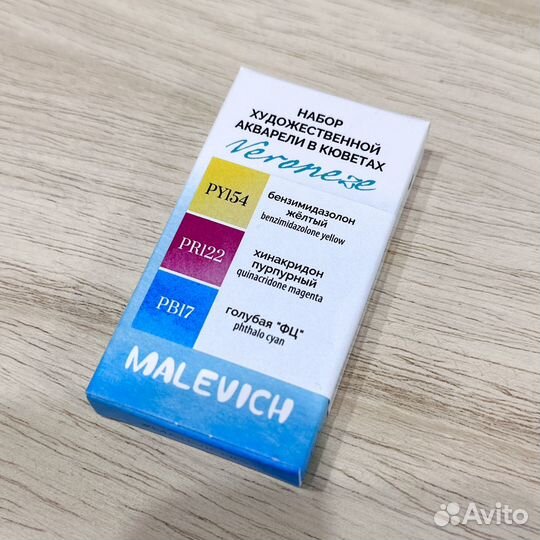 НАБОР
ХУДОЖЕСТВЕННОЙ
АКВАРЕЛИ В КЮВЕТАХ
Veroneze
PY154
бензимидазолон
жёлтый
benzimidazolone yellow
PR122
хинакридон
пурпурный
quinacridone magenta
PB17
голубая "ФЦ"
phthalo cyan
MALEVICH
Avito